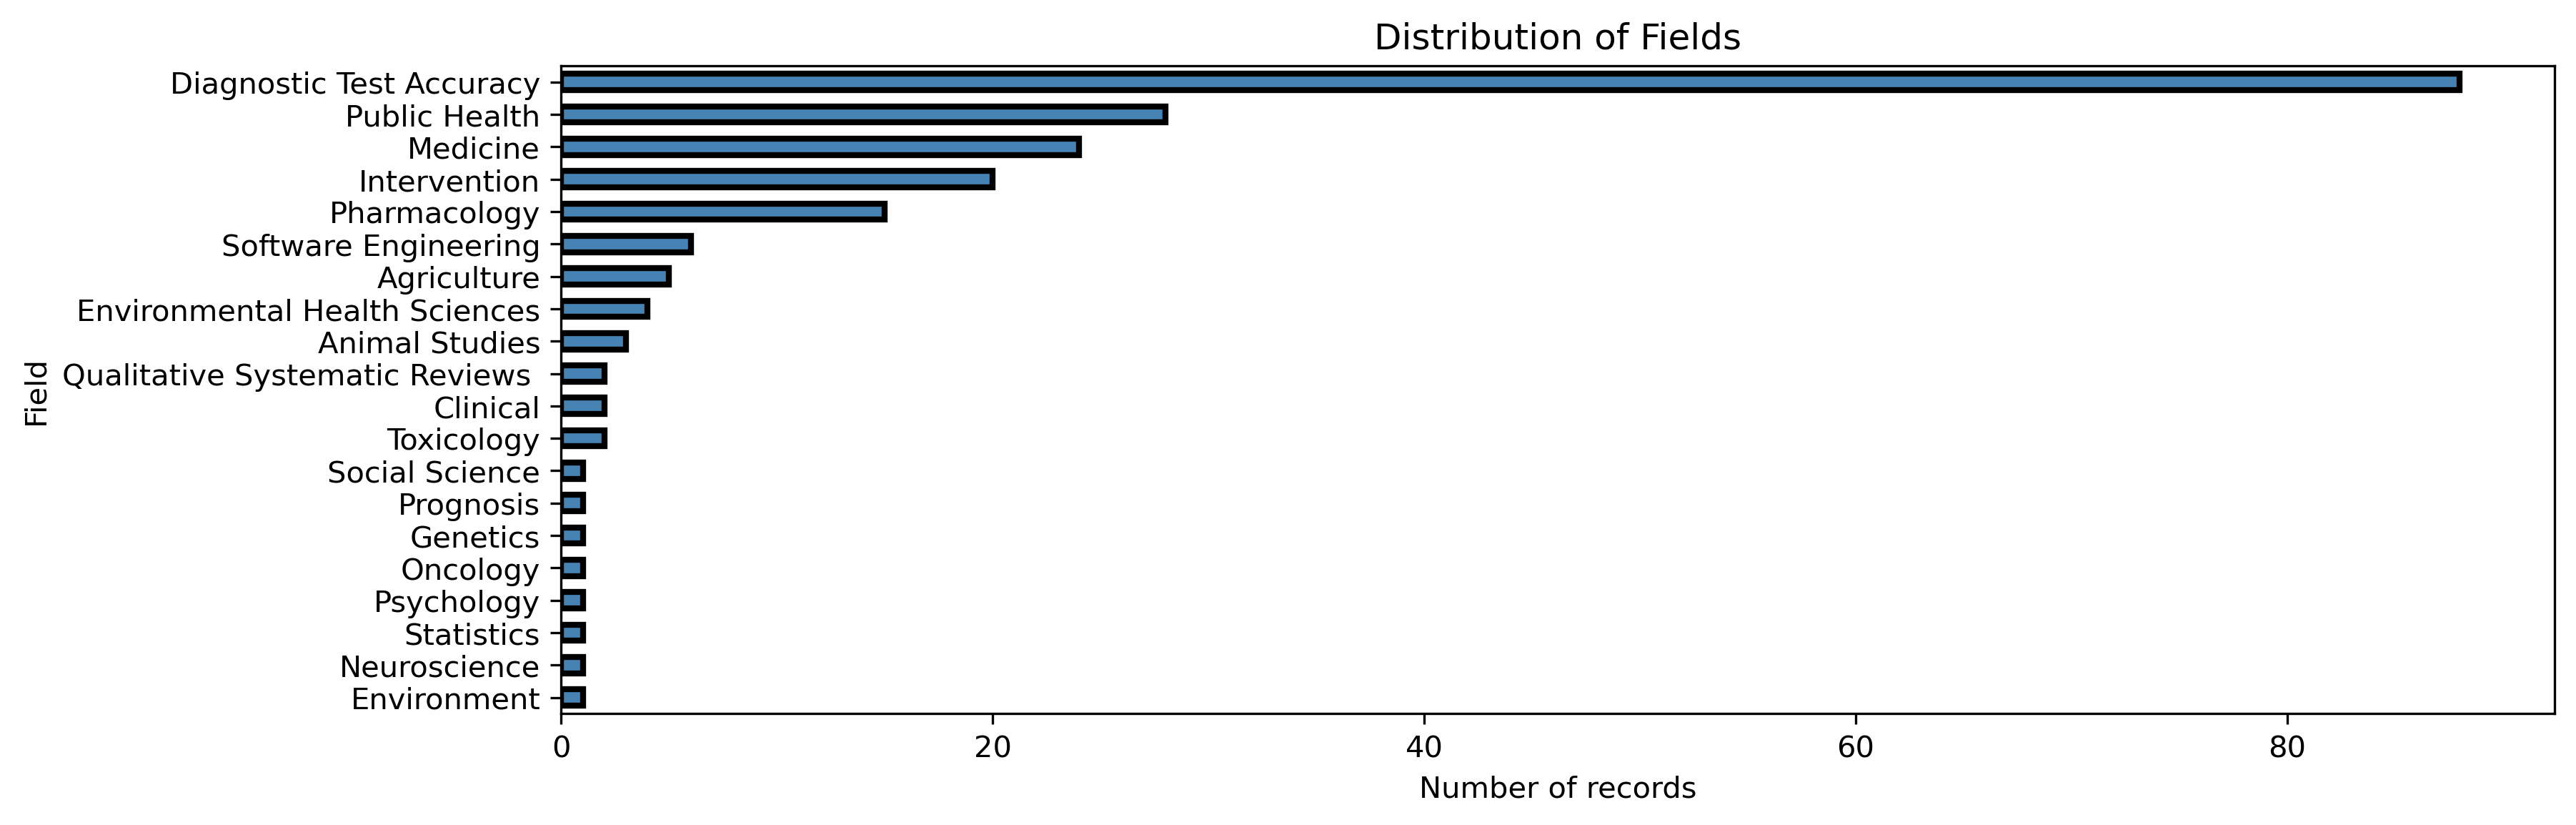 Distribution of Fields
Diagnostic Test Accuracy
Public Health
Medicine
Intervention
Pharmacology
Software Engineering
Agriculture
Environmental Health Sciences
Animal Studies
Qualitative Systematic Reviews
Clinical
Toxicology
Social Science
Prognosis
Genetics
Oncology
Psychology
Statistics
Neuroscience
Environment
Field
0 20 40 60 80
Number of records